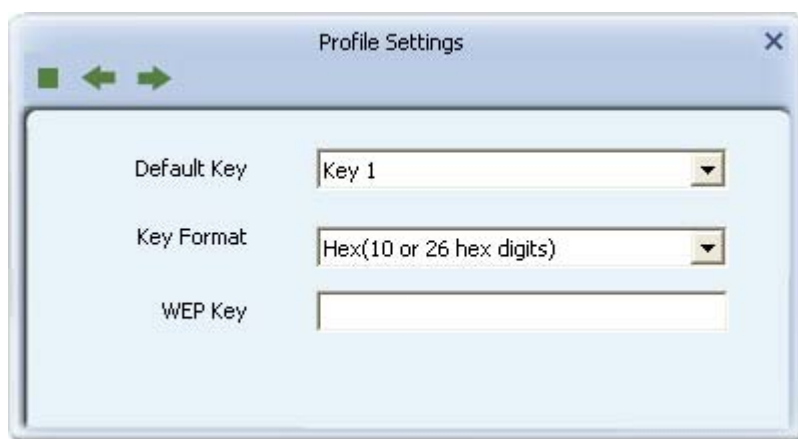 Profile Settings
Default Key
Key 1
Key Format
Hex(10 or 26 hex digits)
WEP Key